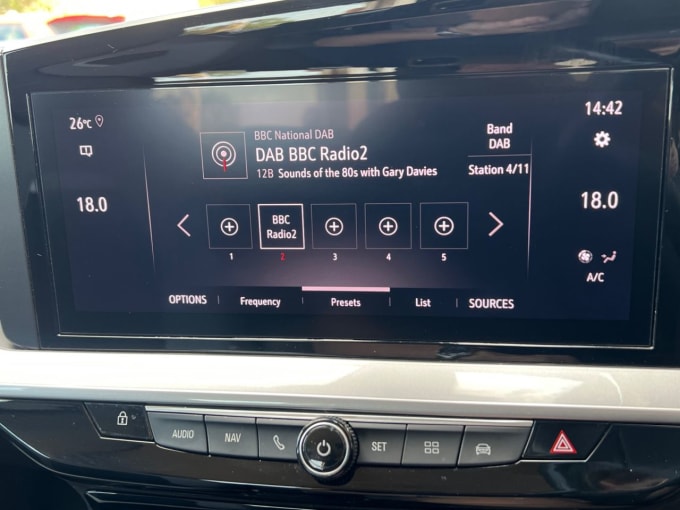 26°C
14:42
BBC National DAB
DAB BBC Radio2
12B Sounds of the 80s with Gary Davies
Band
DAB
Station 4/11
18.0
18.0
BBC
Radio2
1 2 3 4 5
A/C
OPTIONS Frequency Presets List SOURCES
AUDIO NAV SET